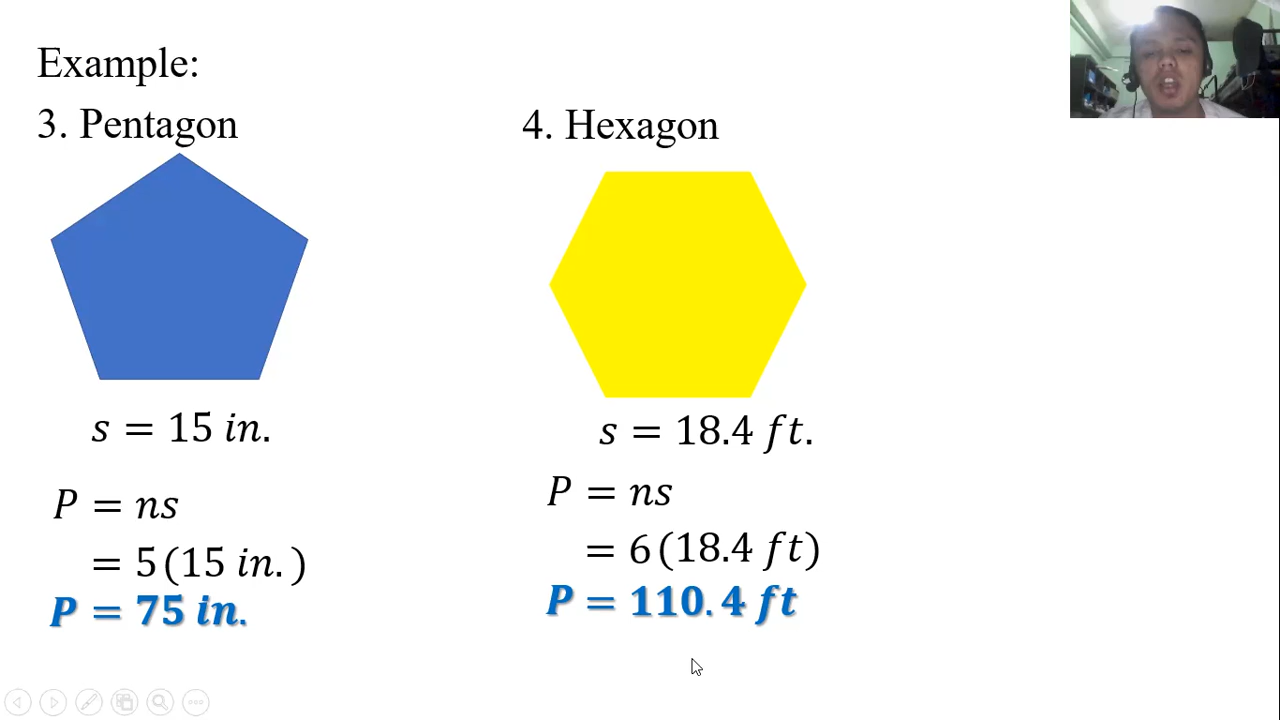 Example:
3. Pentagon
s = 15 in.
P = ns
= 5(15 in.)
P = 75 in.
4. Hexagon
s = 18.4 ft.
P = ns
= 6(18.4 ft)
P = 110.4 ft